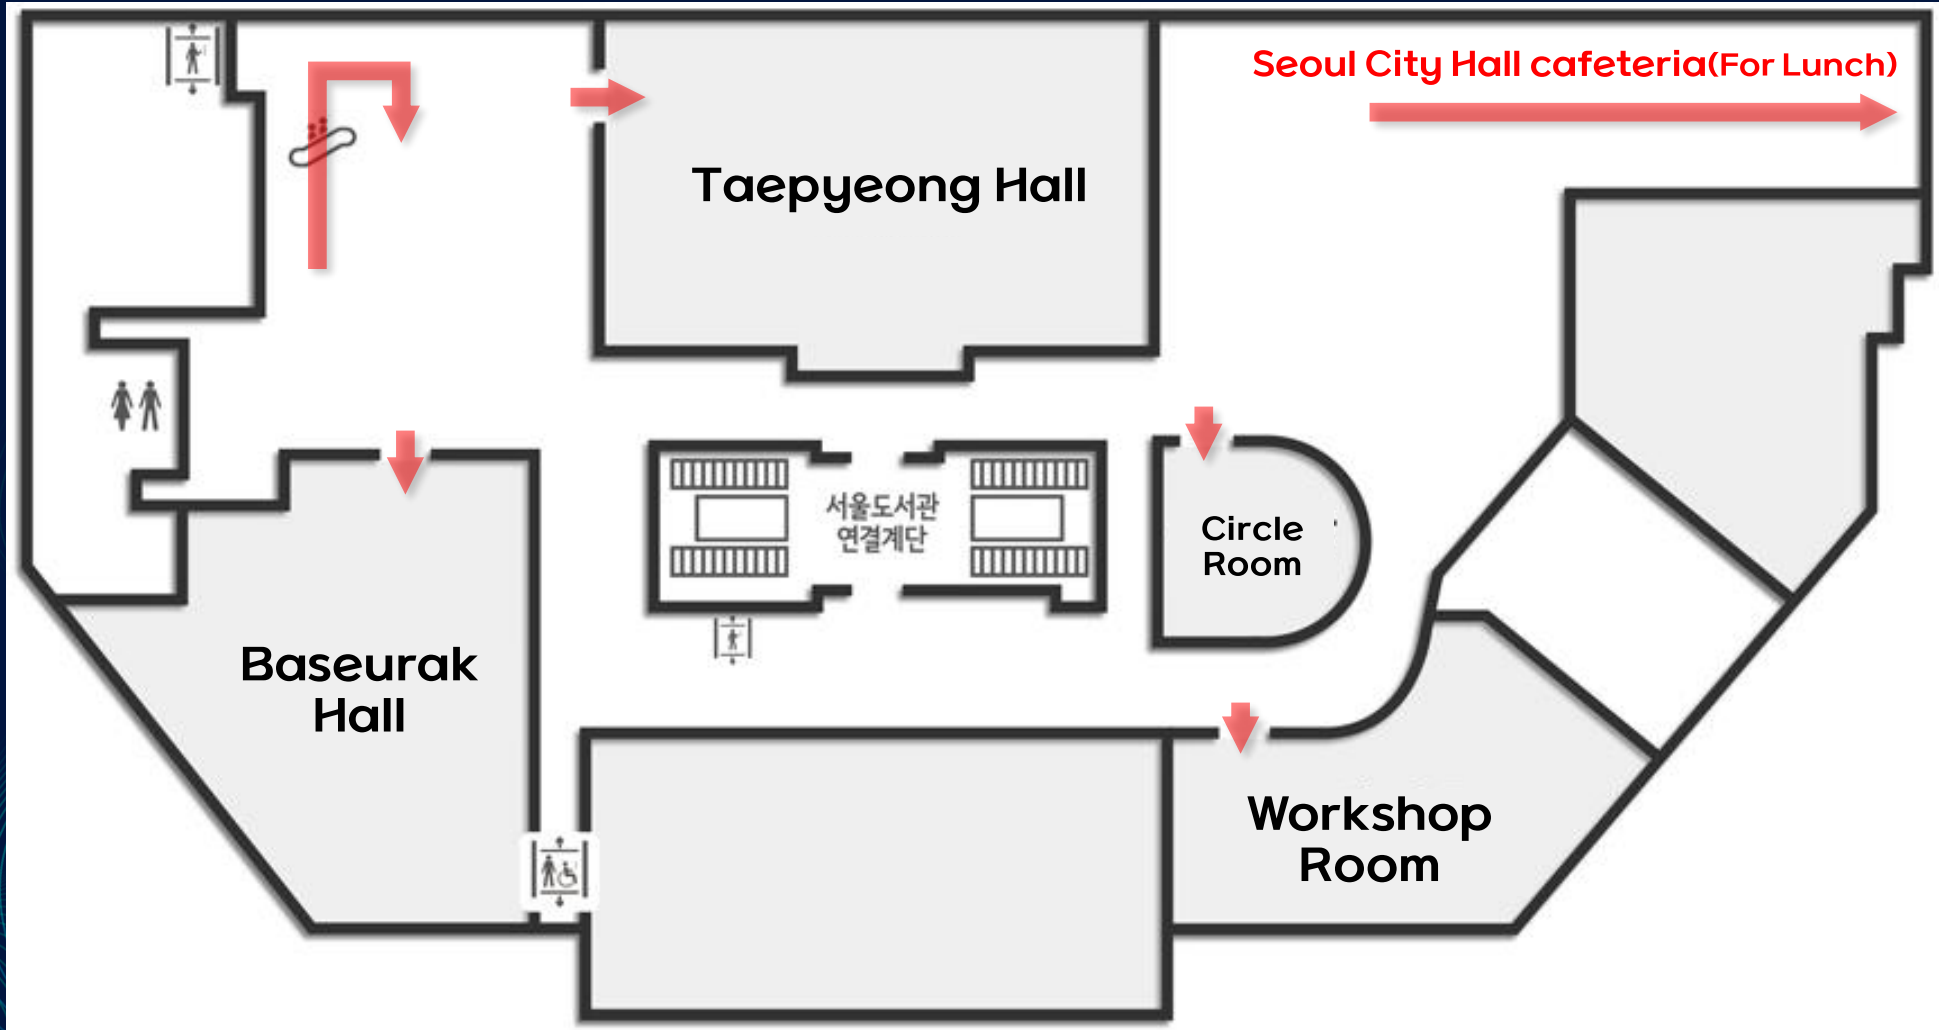 Seoul City Hall cafeteria(For Lunch)
Taepyeong Hall
서울도서관
연결계단
Circle
Room
Baseurak
Hall
Workshop
Room